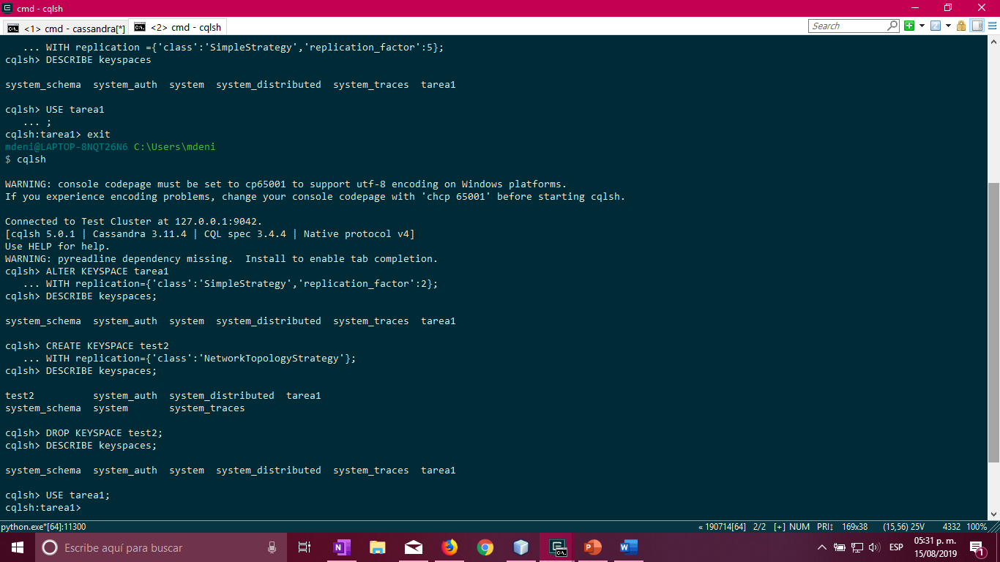 cmd - cqlsh
<1> cmd - cassandra[*] <2> cmd - cqlsh Search
... WITH replication ={'class':'SimpleStrategy','replication_factor':5};
cqlsh> DESCRIBE keyspaces
system_schema system_auth system system_distributed system_traces tarea1
cqlsh> USE tarea1
... ;
cqlsh:tarea1> exit
mdeni@LAPTOP-8NQT26N6 C:\Users\mdeni
$ cqlsh
WARNING: console codepage must be set to cp65001 to support utf-8 encoding on Windows platforms.
If you experience encoding problems, change your console codepage with 'chcp 65001' before starting cqlsh.
Connected to Test Cluster at 127.0.0.1:9042.
[cqlsh 5.0.1 | Cassandra 3.11.4 | CQL spec 3.4.4 | Native protocol v4]
Use HELP for help.
WARNING: pyreadline dependency missing. Install to enable tab completion.
cqlsh> ALTER KEYSPACE tarea1
... WITH replication={'class':'SimpleStrategy','replication_factor':2};
cqlsh> DESCRIBE keyspaces;
system_schema system_auth system system_distributed system_traces tarea1
cqlsh> CREATE KEYSPACE test2
... WITH replication={'class':'NetworkTopologyStrategy'};
cqlsh> DESCRIBE keyspaces;
test2 system_auth system_distributed tarea1
system_schema system system_traces
cqlsh> DROP KEYSPACE test2;
cqlsh> DESCRIBE keyspaces;
system_schema system_auth system system_distributed system_traces tarea1
cqlsh> USE tarea1;
cqlsh:tarea1>
python.exe*[64]:11300 « 190714[64] 2/2 [+] NUM PRI↕ 169x38 (15,56) 25V 4332 100%
Escribe aquí para buscar ESP 05:31 p. m.
15/08/2019 1